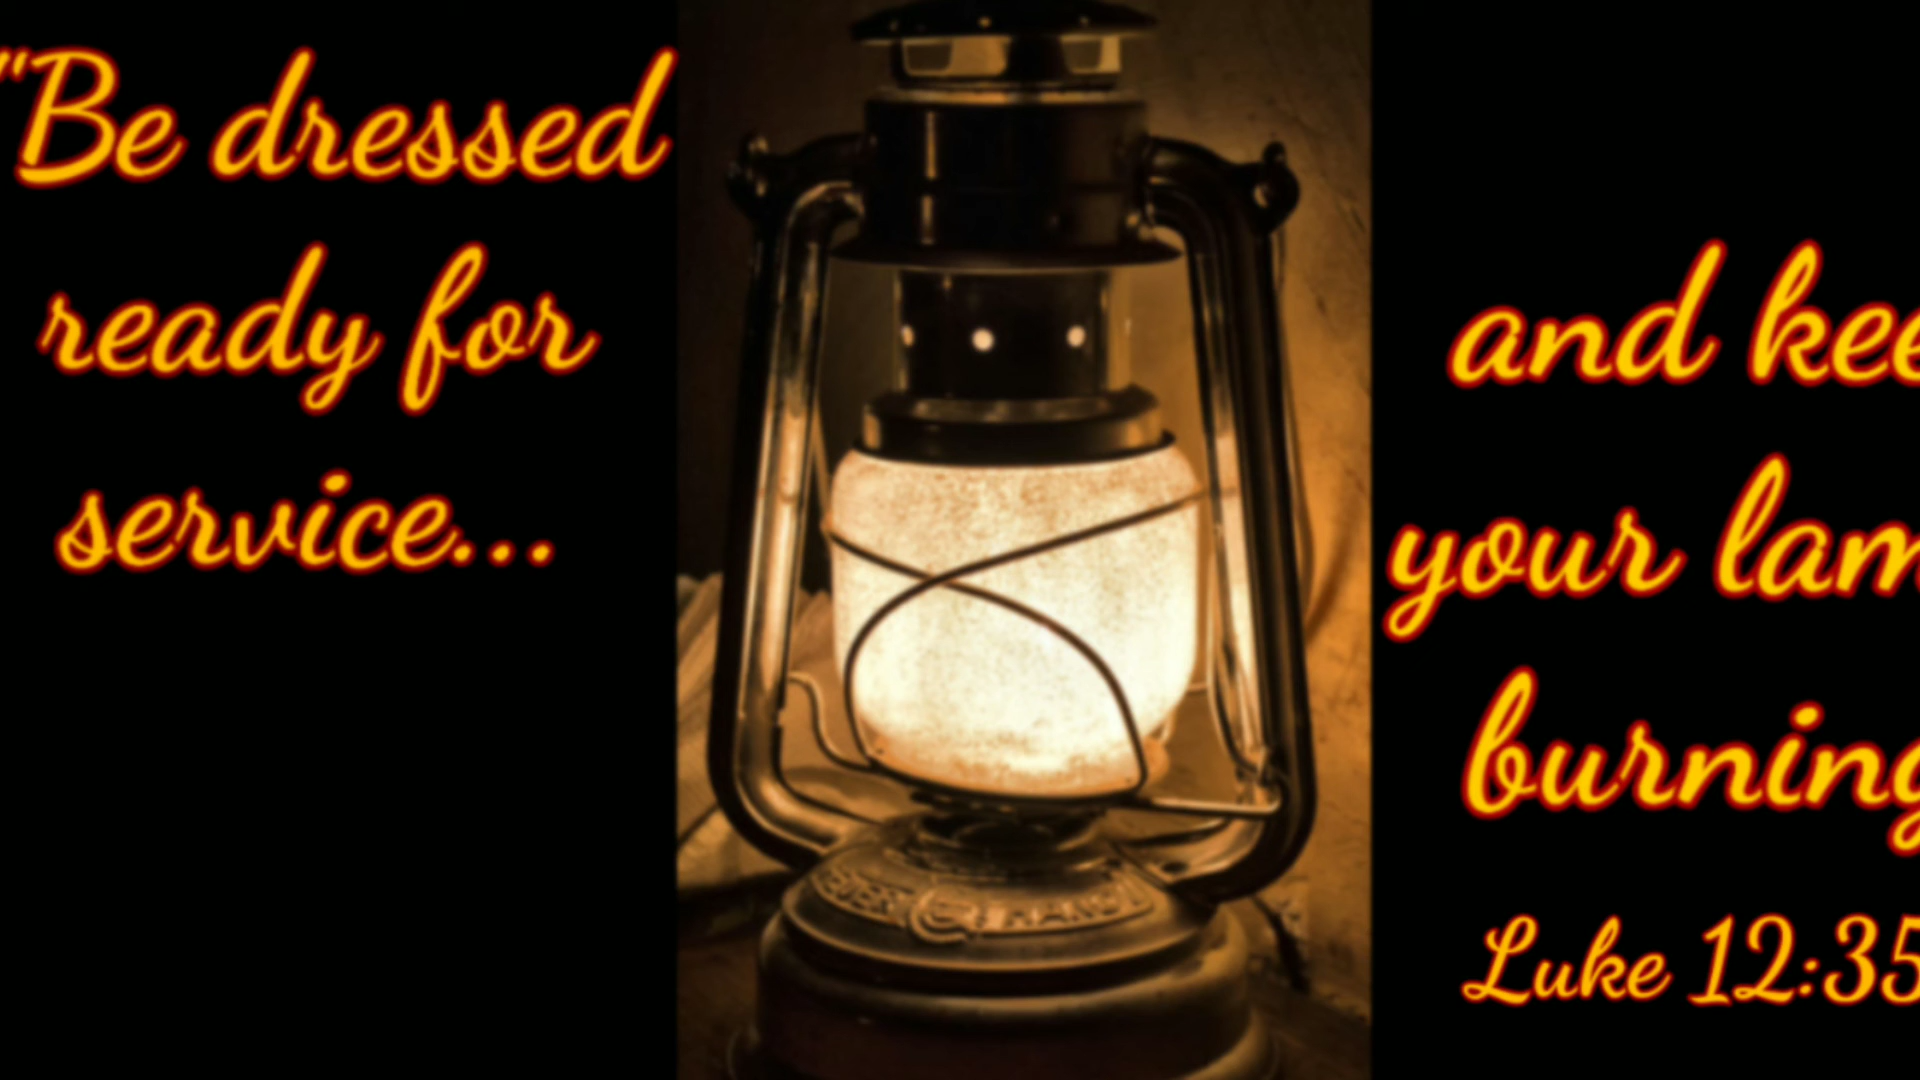 "Be dressed
ready for
service...
and kee
your lam
burning
Luke 12:35